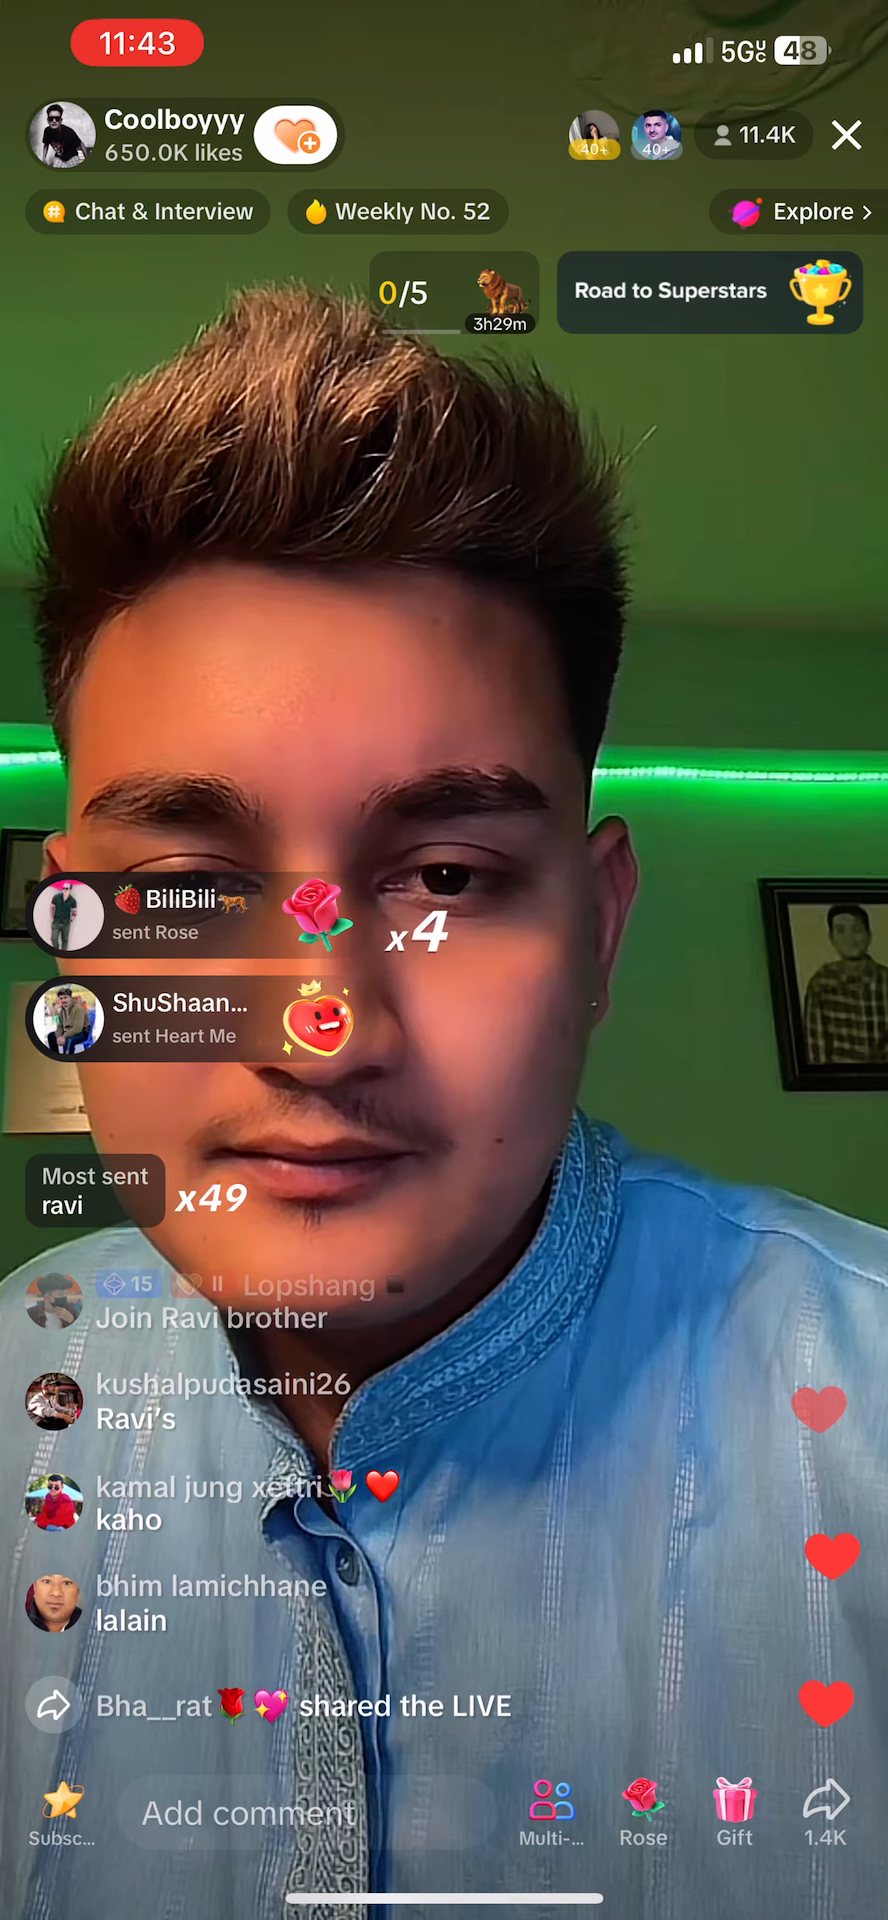 11:43
5G UC 48
Coolboyyy
650.0K likes
40+
40+
11.4K
Chat & Interview
Weekly No. 52
Explore >
0/5
3h29m
Road to Superstars
🍓 BiliBili🐅
sent Rose
x4
ShuShaan...
sent Heart Me
Most sent
ravi
x49
15 II Lopshang
Join Ravi brother
kushalpudasaini26
Ravi's
kamal jung xettri🌷❤️
kaho
bhim lamichhane
lalain
Bha__rat🌹💖 shared the LIVE
Subsc...
Add comment
Multi-...
Rose
Gift
1.4K